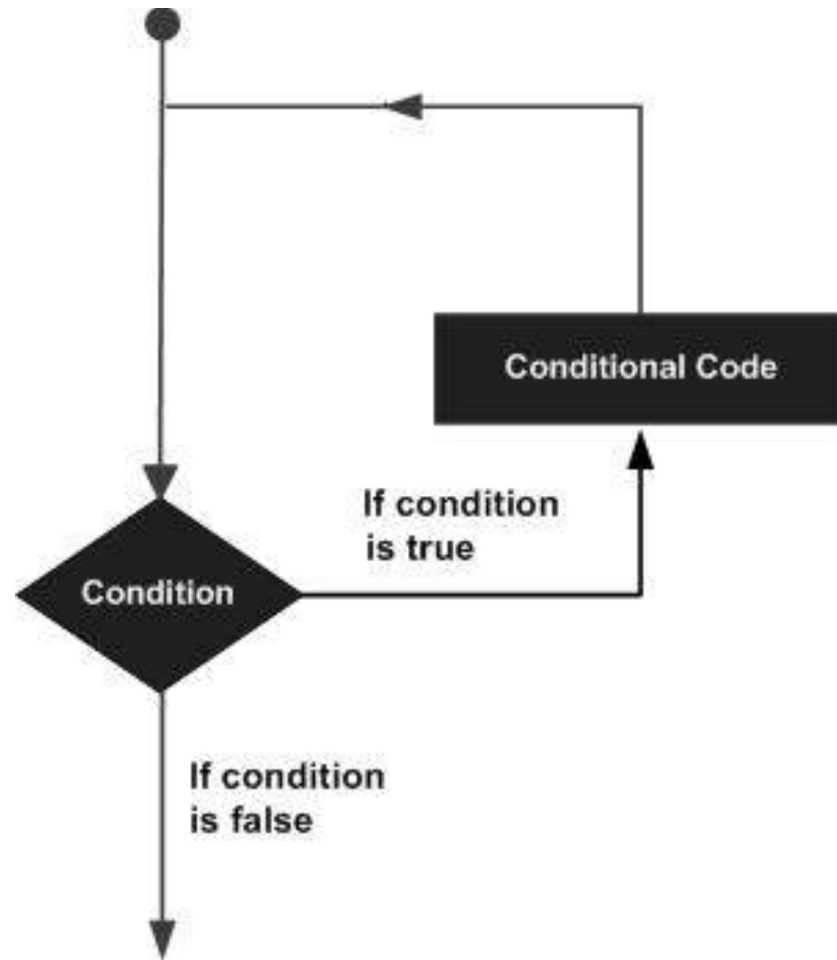 Conditional Code
If condition
is true
Condition
If condition
is false